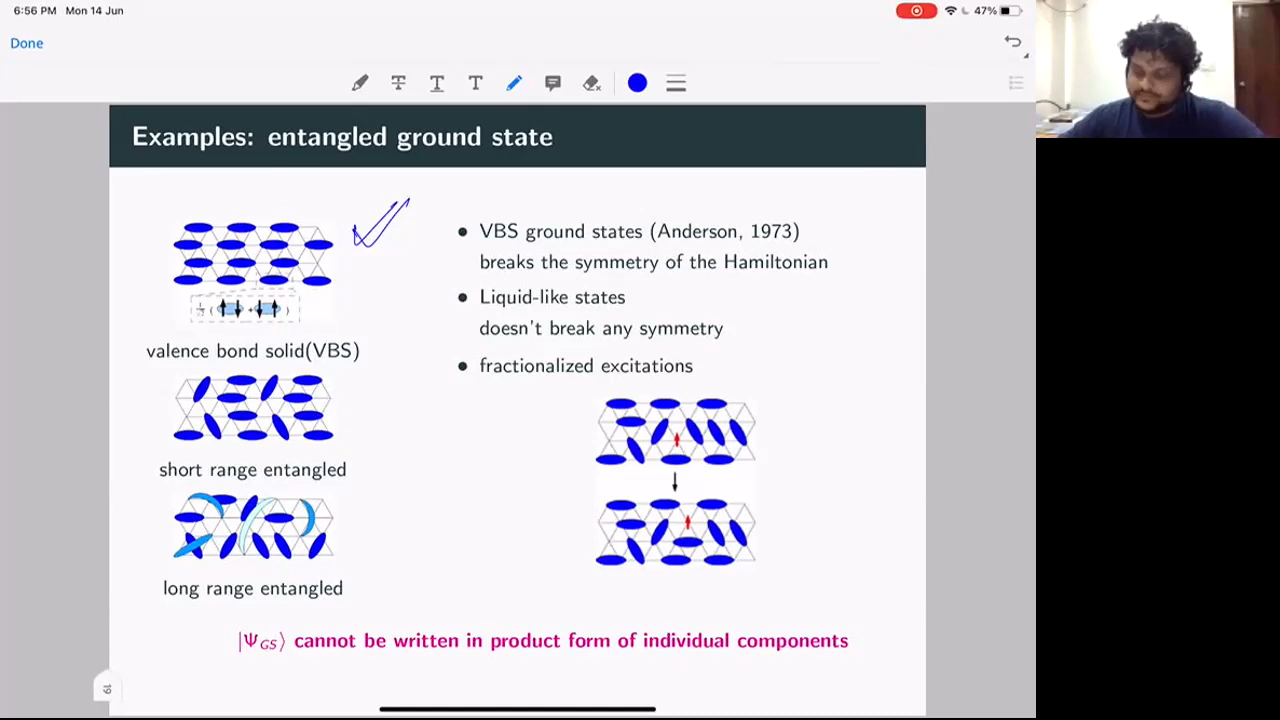 6:56 PM Mon 14 Jun
47%
Done
T T T
Examples: entangled ground state
valence bond solid(VBS)
short range entangled
long range entangled
• VBS ground states (Anderson, 1973)
breaks the symmetry of the Hamiltonian
• Liquid-like states
doesn't break any symmetry
• fractionalized excitations
|Ψ_GS⟩ cannot be written in product form of individual components
19